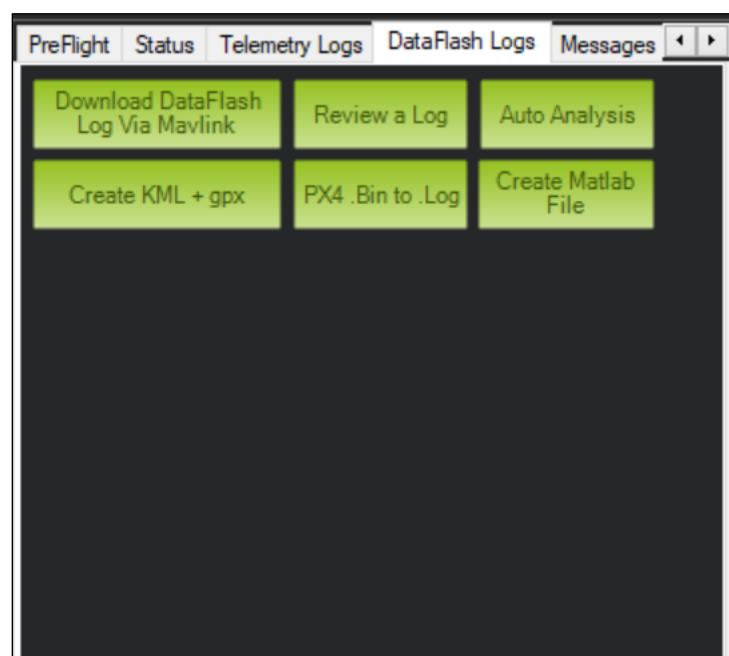 PreFlight Status Telemetry Logs DataFlash Logs Messages
Download DataFlash
Log Via Mavlink
Review a Log
Auto Analysis
Create KML + gpx
PX4 .Bin to .Log
Create Matlab
File